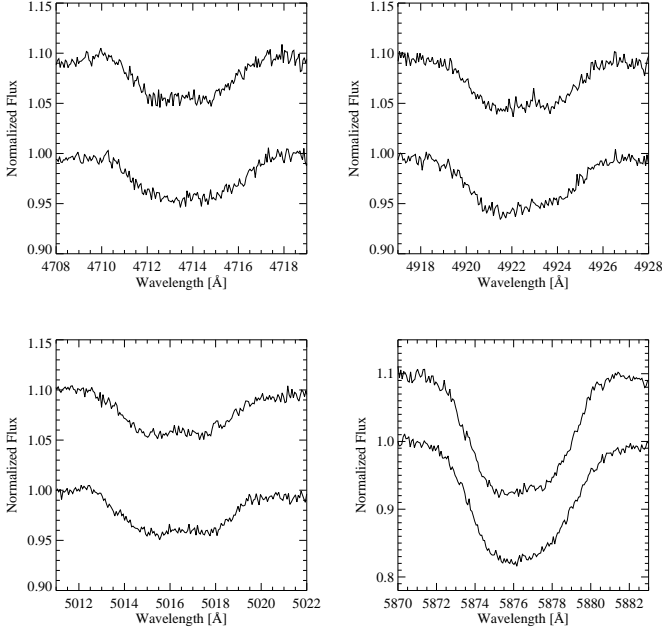 1.15
1.10
1.05
1.00
0.95
0.90
Normalized Flux
4708 4710 4712 4714 4716 4718
Wavelength [Å]
1.15
1.10
1.05
1.00
0.95
0.90
Normalized Flux
4918 4920 4922 4924 4926 4928
Wavelength [Å]
1.15
1.10
1.05
1.00
0.95
0.90
Normalized Flux
5012 5014 5016 5018 5020 5022
Wavelength [Å]
1.1
1.0
0.9
0.8
Normalized Flux
5870 5872 5874 5876 5878 5880 5882
Wavelength [Å]